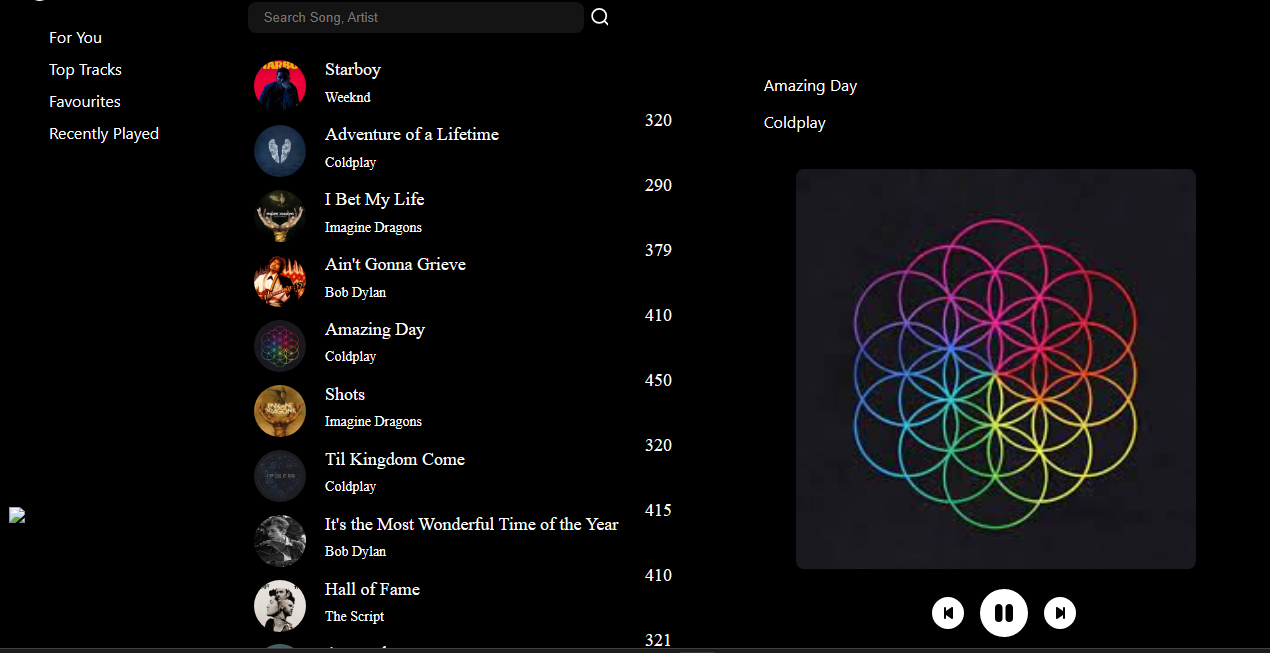 For You
Top Tracks
Favourites
Recently Played
Search Song, Artist
Starboy
Weeknd
320
Adventure of a Lifetime
Coldplay
290
I Bet My Life
Imagine Dragons
379
Ain't Gonna Grieve
Bob Dylan
410
Amazing Day
Coldplay
450
Shots
Imagine Dragons
320
Til Kingdom Come
Coldplay
415
It's the Most Wonderful Time of the Year
Bob Dylan
410
Hall of Fame
The Script
321
Amazing Day
Coldplay